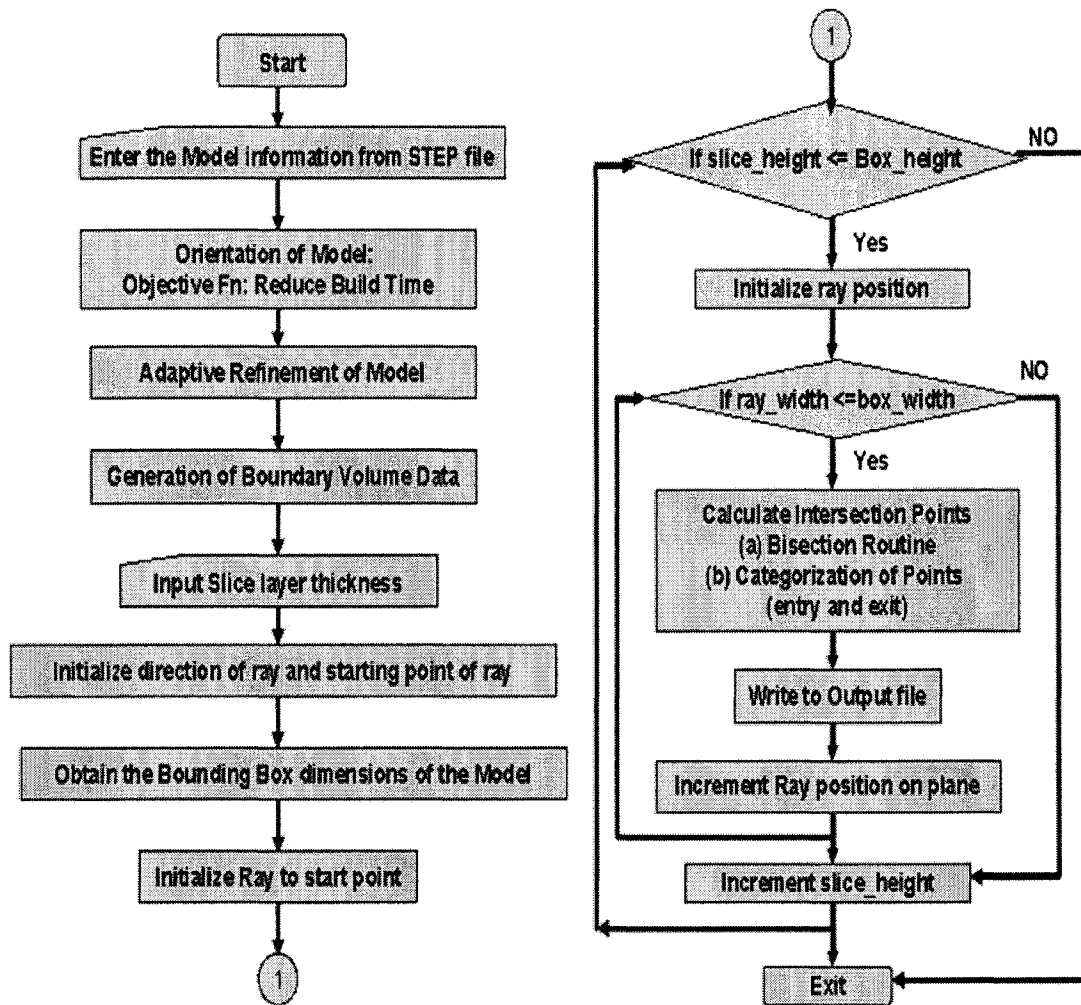 Start
Enter the Model information from STEP file
Orientation of Model:
Objective Fn: Reduce Build Time
Adaptive Refinement of Model
Generation of Boundary Volume Data
Input Slice layer thickness
Initialize direction of ray and starting point of ray
Obtain the Bounding Box dimensions of the Model
Initialize Ray to start point
1
1
If slice_height <= Box_height
NO
Yes
Initialize ray position
If ray_width <=box_width
NO
Yes
Calculate Intersection Points
(a) Bisection Routine
(b) Categorization of Points
(entry and exit)
Write to Output file
Increment Ray position on plane
Increment slice_height
Exit